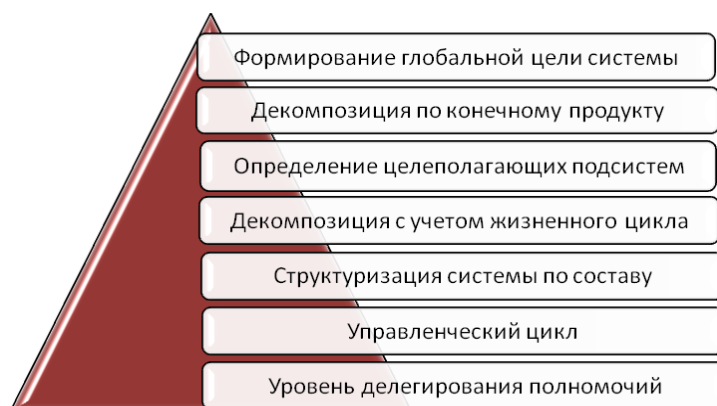 Формирование глобальной цели системы
Декомпозиция по конечному продукту
Определение целеполагающих подсистем
Декомпозиция с учетом жизненного цикла
Структуризация системы по составу
Управленческий цикл
Уровень делегирования полномочий